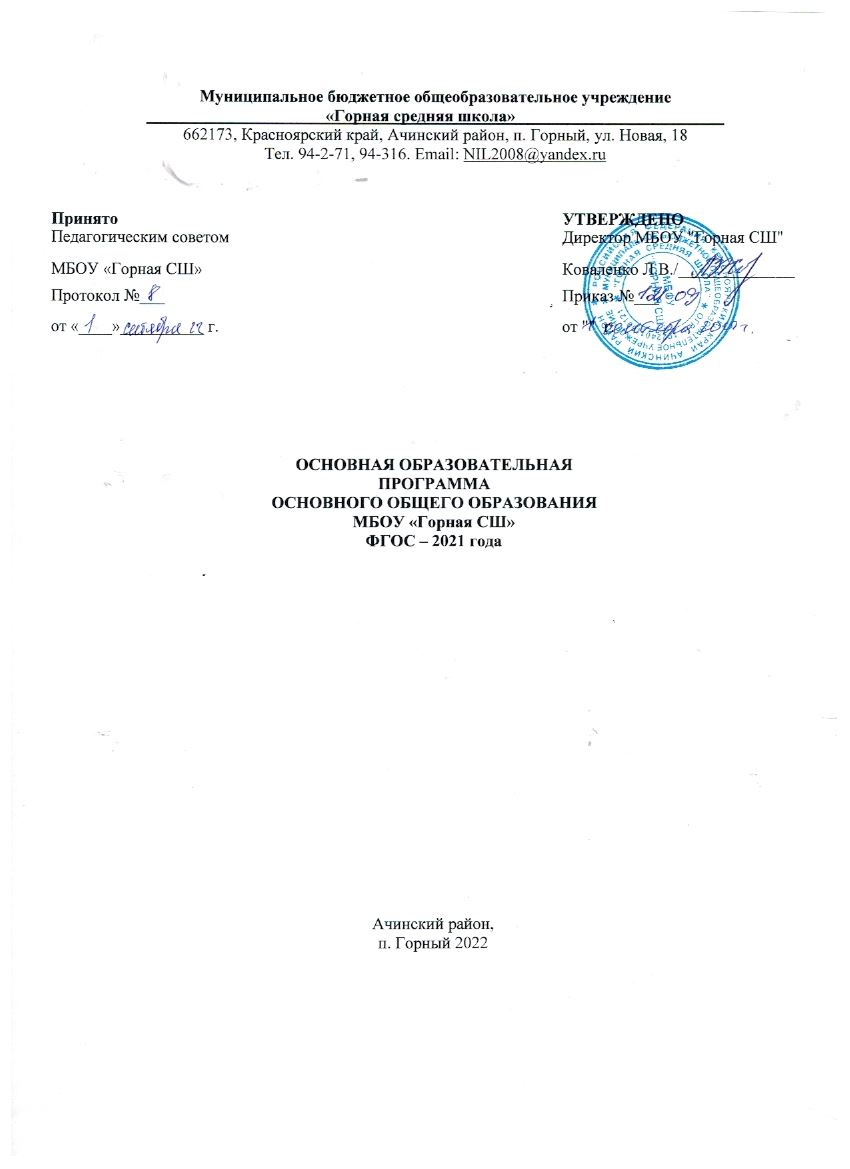 Муниципальное бюджетное общеобразовательное учреждение
«Горная средняя школа»
662173, Красноярский край, Ачинский район, п. Горный, ул. Новая, 18
Тел. 94-2-71, 94-316. Email: NIL2008@yandex.ru
Принято
Педагогическим советом
МБОУ «Горная СШ»
Протокол № 8
от « 1 » сентября 22 г.
УТВЕРЖДЕНО
Директор МБОУ "Горная СШ"
Коваленко Л.В./
Приказ №
от "
ОСНОВНАЯ ОБРАЗОВАТЕЛЬНАЯ
ПРОГРАММА
ОСНОВНОГО ОБЩЕГО ОБРАЗОВАНИЯ
МБОУ «Горная СШ»
ФГОС – 2021 года
Ачинский район,
п. Горный 2022